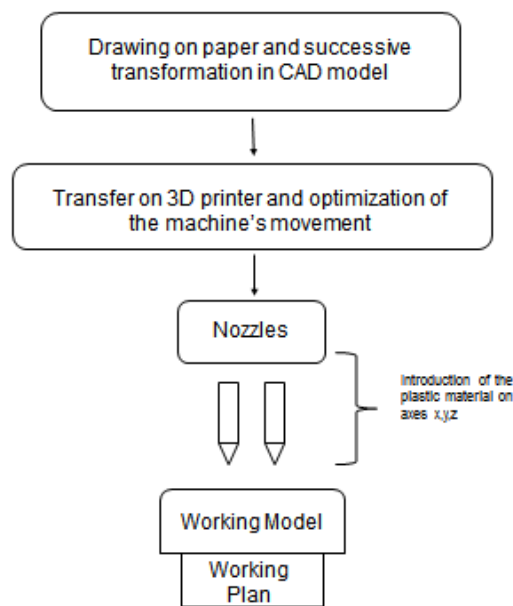 Drawing on paper and successive
transformation in CAD model
Transfer on 3D printer and optimization of
the machine's movement
Nozzles
Introduction of the
plastic material on
axes x,y,z
Working Model
Working
Plan